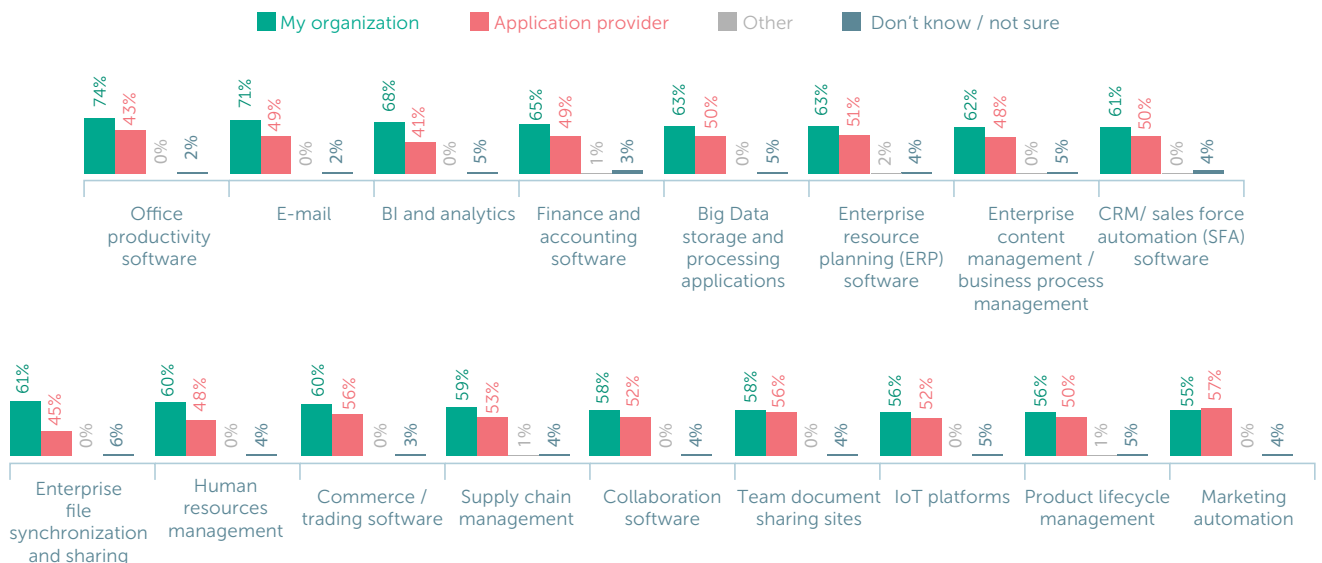 My organization
Application provider
Other
Don’t know / not sure
74%
43%
0%
2%
71%
49%
0%
2%
68%
41%
0%
5%
65%
49%
1%
3%
63%
50%
0%
5%
63%
51%
2%
4%
62%
48%
0%
5%
61%
50%
0%
4%
Office
productivity
software
E-mail
BI and analytics
Finance and
accounting
software
Big Data
storage and
processing
applications
Enterprise
resource
planning (ERP)
software
Enterprise
content
management /
business process
management
CRM/ sales force
automation (SFA)
software
61%
45%
0%
6%
60%
48%
0%
4%
60%
56%
0%
3%
59%
53%
1%
4%
58%
52%
0%
4%
58%
56%
0%
4%
56%
52%
0%
5%
56%
50%
1%
5%
55%
57%
0%
4%
Enterprise
file
synchronization
and sharing
Human
resources
management
Commerce /
trading software
Supply chain
management
Collaboration
software
Team document
sharing sites
IoT platforms
Product lifecycle
management
Marketing
automation